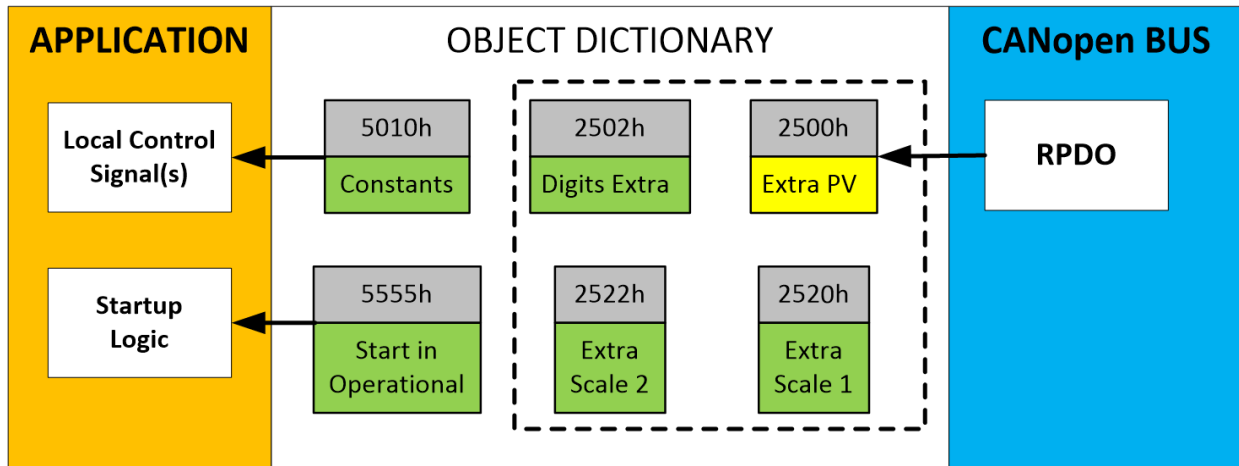 APPLICATION
OBJECT DICTIONARY
CANopen BUS
Local Control
Signal(s)
5010h
Constants
2502h
Digits Extra
2500h
Extra PV
RPDO
Startup
Logic
5555h
Start in
Operational
2522h
Extra
Scale 2
2520h
Extra
Scale 1